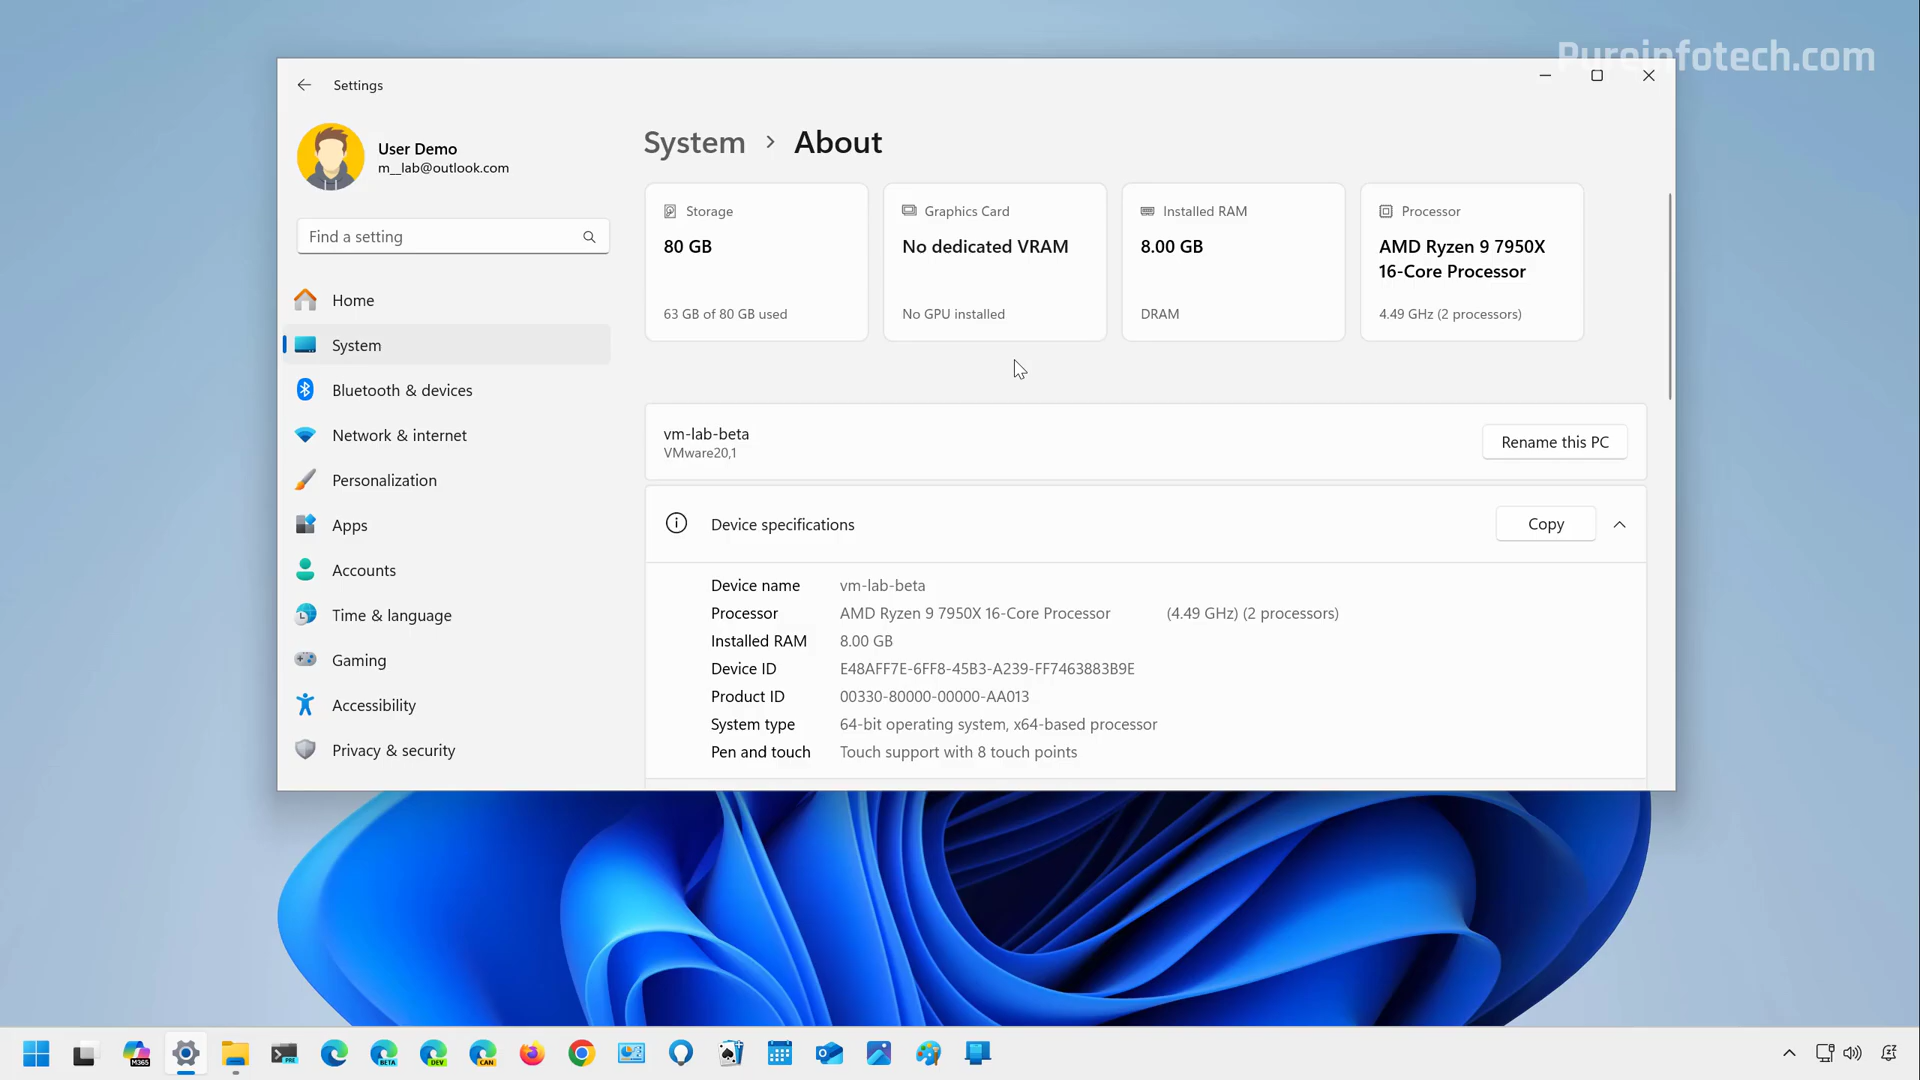 Pureinfotech.com
Settings
User Demo
m__lab@outlook.com
Find a setting
Home
System
Bluetooth & devices
Network & internet
Personalization
Apps
Accounts
Time & language
Gaming
Accessibility
Privacy & security
System > About
Storage
80 GB
63 GB of 80 GB used
Graphics Card
No dedicated VRAM
No GPU installed
Installed RAM
8.00 GB
DRAM
Processor
AMD Ryzen 9 7950X
16-Core Processor
4.49 GHz (2 processors)
vm-lab-beta
VMware20,1
Rename this PC
Device specifications
Copy
Device name vm-lab-beta
Processor AMD Ryzen 9 7950X 16-Core Processor (4.49 GHz) (2 processors)
Installed RAM 8.00 GB
Device ID E48AFF7E-6FF8-45B3-A239-FF7463883B9E
Product ID 00330-80000-00000-AA013
System type 64-bit operating system, x64-based processor
Pen and touch Touch support with 8 touch points
M365
PRE
BETA
DEV
CAN